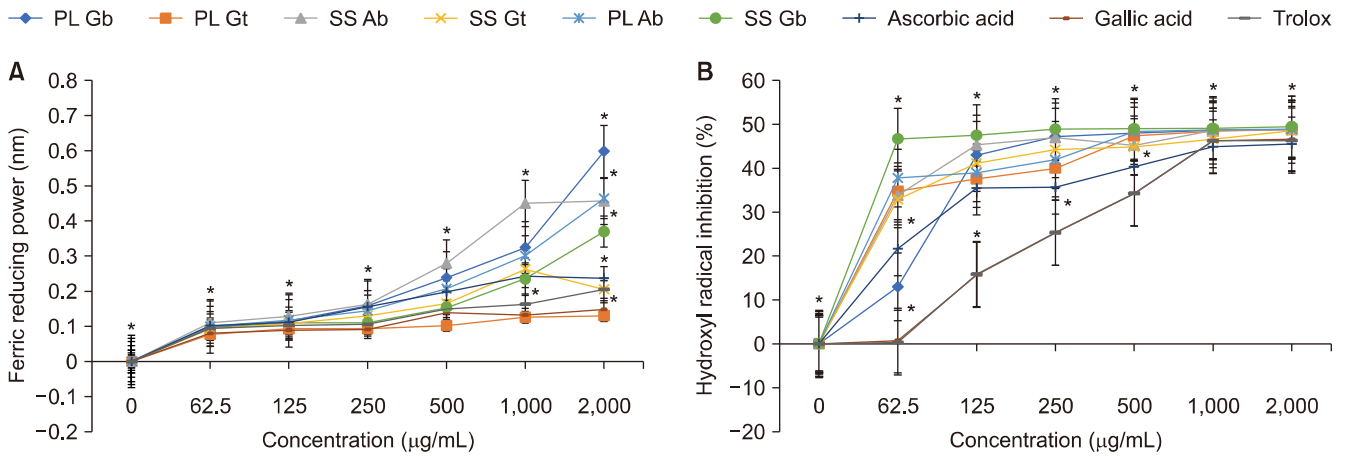 PL Gb PL Gt SS Ab SS Gt PL Ab SS Gb Ascorbic acid Gallic acid Trolox
A
0.8
0.7
0.6
0.5
0.4
0.3
0.2
0.1
0
−0.1
−0.2
Ferric reducing power (nm)
0 62.5 125 250 500 1,000 2,000
Concentration (μg/mL)
* * * * * * * * * * * *
B
60
50
40
30
20
10
0
−10
−20
Hydroxyl radical inhibition (%)
0 62.5 125 250 500 1,000 2,000
Concentration (μg/mL)
* * * * * * * * * * * *